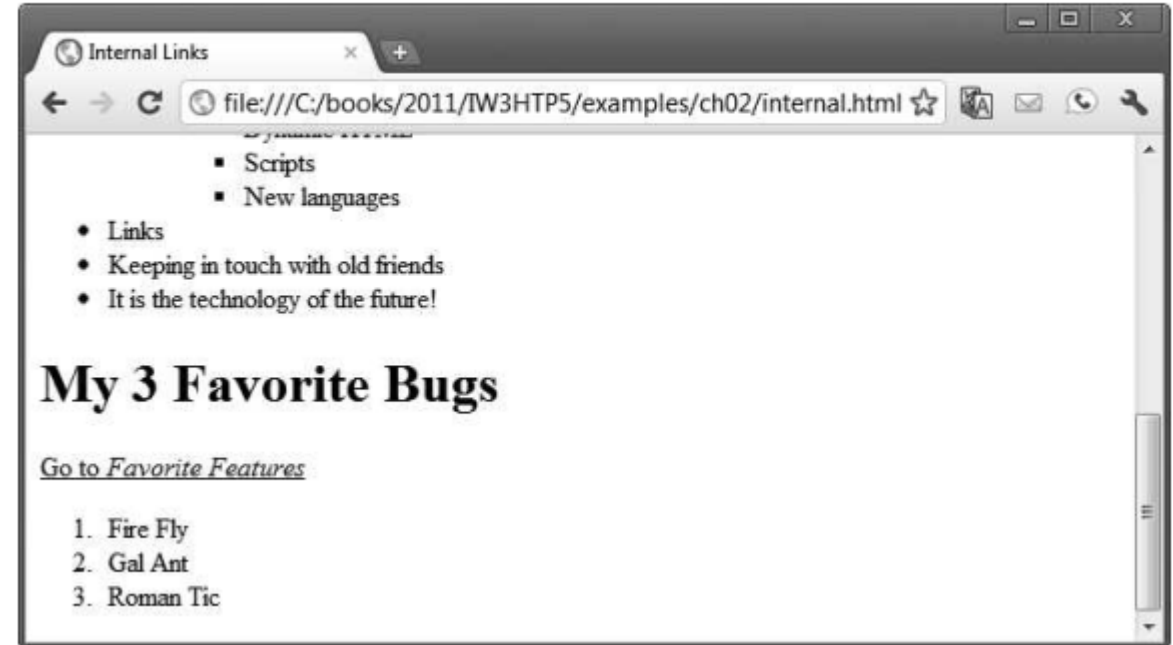 Internal Links
file:///C:/books/2011/IW3HTP5/examples/ch02/internal.html
Scripts
New languages
Links
Keeping in touch with old friends
It is the technology of the future!
My 3 Favorite Bugs
Go to Favorite Features
1. Fire Fly
2. Gal Ant
3. Roman Tic